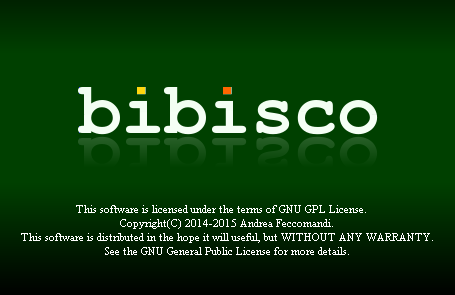 bibisco
This software is licensed under the terms of GNU GPL License.
Copyright(C) 2014-2015 Andrea Feccomandi.
This software is distributed in the hope it will useful, but WITHOUT ANY WARRANTY.
See the GNU General Public License for more details.